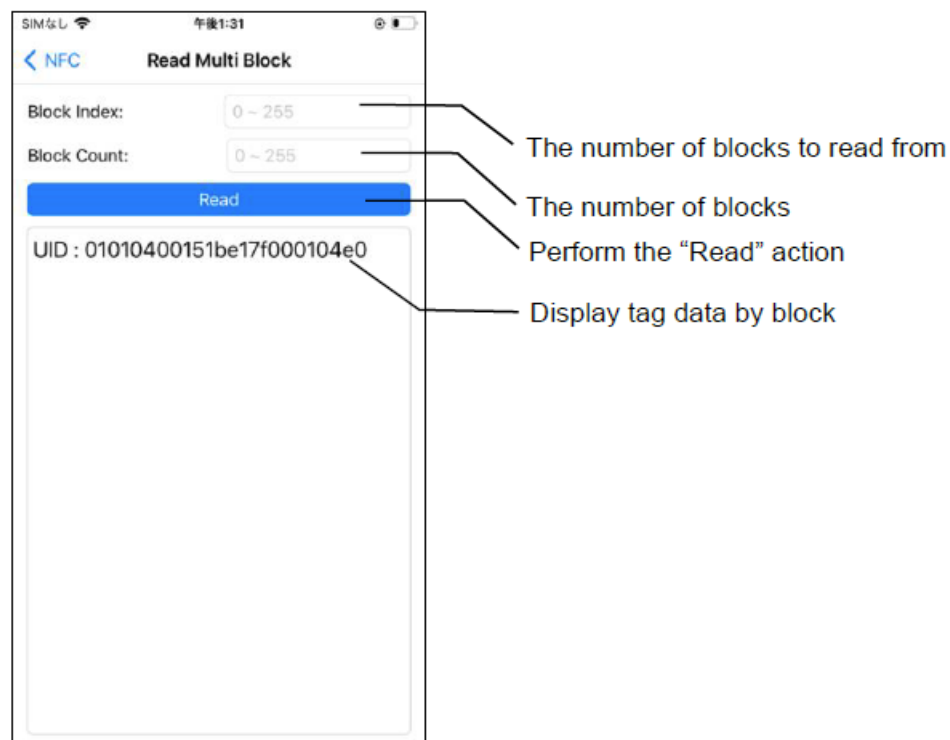 SIMなし 午後1:31
NFC Read Multi Block
Block Index: 0 ~ 255
The number of blocks to read from
Block Count: 0 ~ 255
The number of blocks
Read
Perform the “Read” action
UID : 01010400151be17f000104e0
Display tag data by block